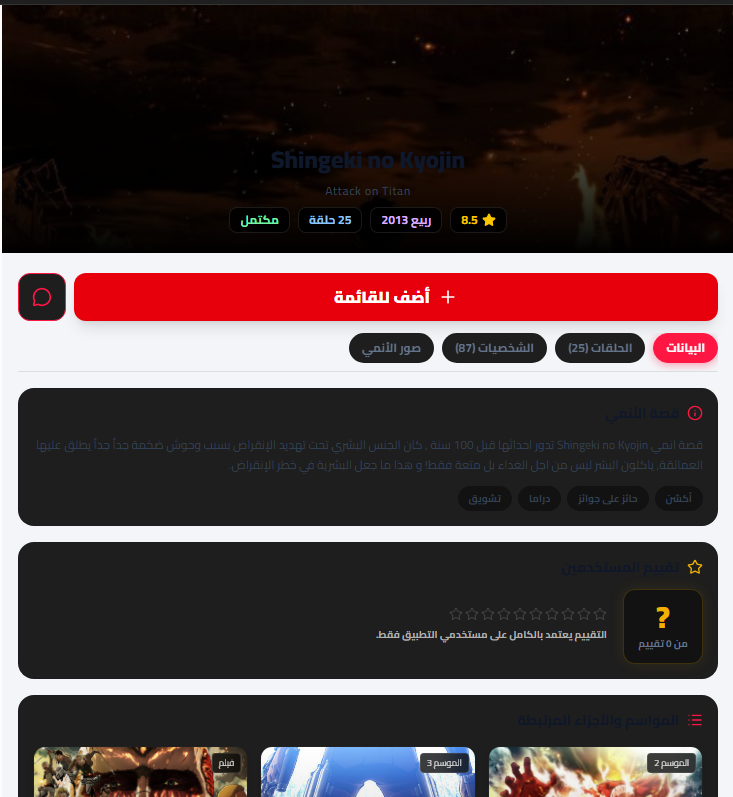 Shingeki no Kyojin
Attack on Titan
8.5
ربيع 2013
25 حلقة
مكتمل
أضف للقائمة
البيانات
الحلقات (25)
الشخصيات (87)
صور الأنمي
قصة الأنمي
قصة انمي Shingeki no Kyojin تدور احداثها قبل 100 سنة , كان الجنس البشري تحت تهديد الإنقراض بسبب وحوش ضخمة جداً جداً يطلق عليها
العمالقة, ياكلون البشر ليس من اجل الغذاء بل متعة فقط! و هذا ما جعل البشرية في خطر الإنقراض.
أكشن
حائز على جوائز
دراما
تشويق
تقييم المستخدمين
?
من 0 تقييم
التقييم يعتمد بالكامل على مستخدمي التطبيق فقط.
المواسم والأجزاء المرتبطة
الموسم 2
الموسم 3
فيلم